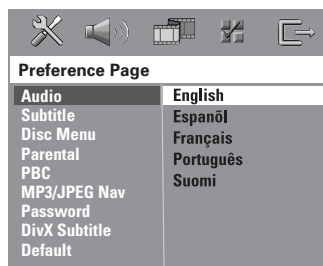 Preference Page
Audio
Subtitle
Disc Menu
Parental
PBC
MP3/JPEG Nav
Password
DivX Subtitle
Default
English
Espanõl
Français
Português
Suomi